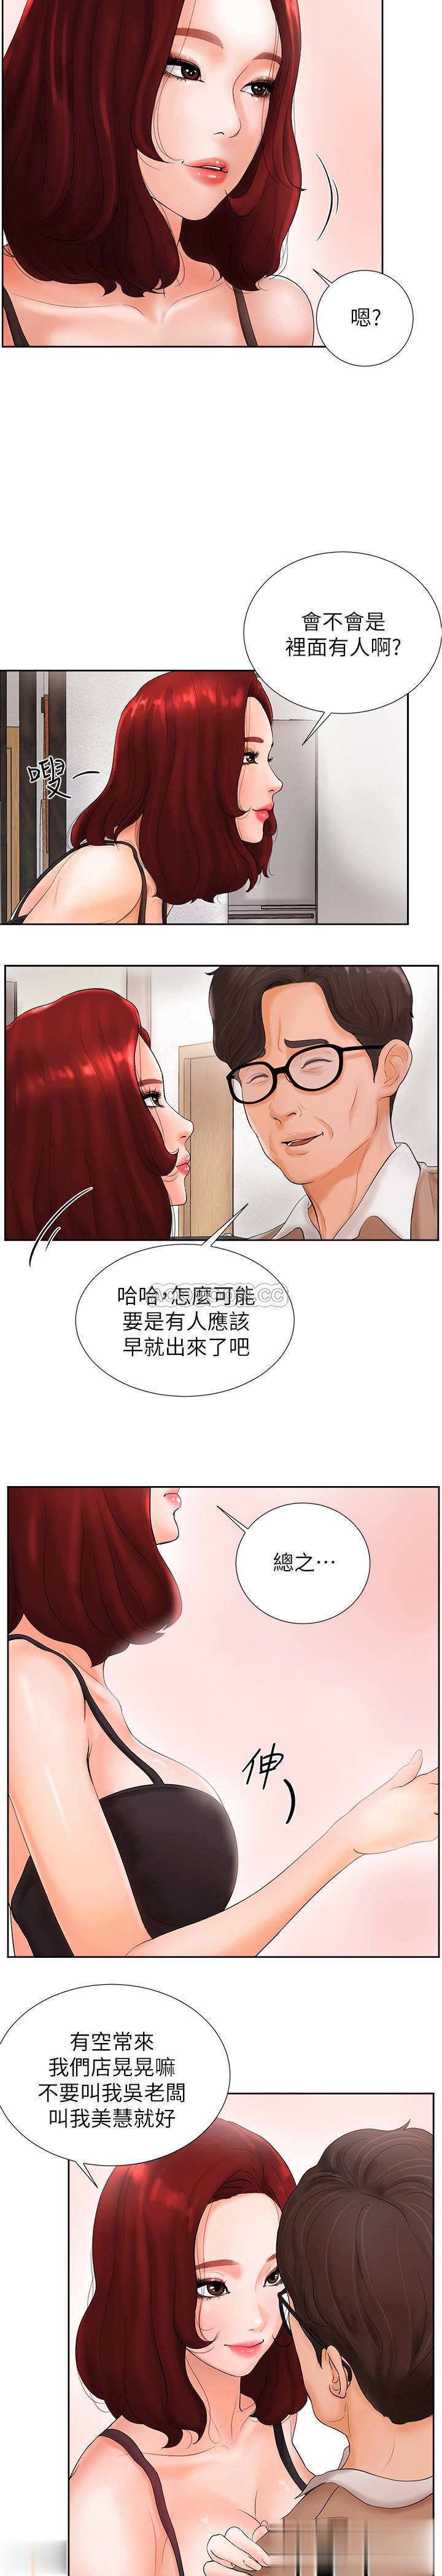 嗯?
會不會是
裡面有人啊?
嗖
哈�，怎麼可能
要是有人應該
早就出來了吧
總之…
伸
有空常來
我們店晃晃嘛
不要叫我吳老闆
叫我美慧就好